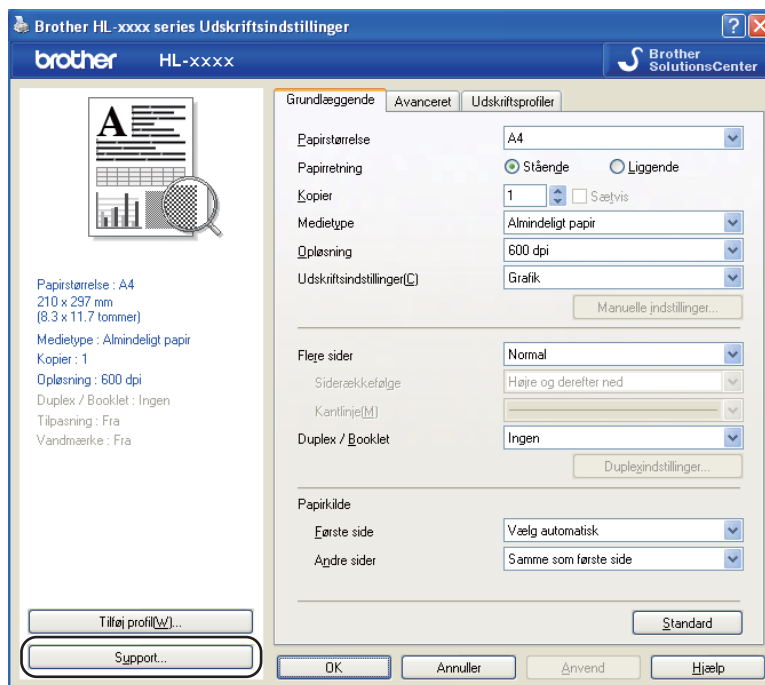 Brother HL-xxxx series Udskriftsindstillinger
brother HL-xxxx
Brother
SolutionsCenter
A
Papirstørrelse : A4
210 x 297 mm
(8.3 x 11.7 tommer)
Medietype : Almindeligt papir
Kopier : 1
Opløsning : 600 dpi
Duplex / Booklet : Ingen
Tilpasning : Fra
Vandmærke : Fra
Tilføj profil(W)...
Support...
Grundlæggende Avanceret Udskriftsprofiler
Papirstørrelse A4
Papirretning Stående Liggende
Kopier 1 Sætvis
Medietype Almindeligt papir
Opløsning 600 dpi
Udskriftsindstillinger(C) Grafik
Manuelle indstillinger...
Flere sider Normal
Siderækkefølge Højre og derefter ned
Kantlinje(M)
Duplex / Booklet Ingen
Duplexindstillinger...
Papirkilde
Første side Vælg automatisk
Andre sider Samme som første side
Standard
OK Annuller Anvend Hjælp